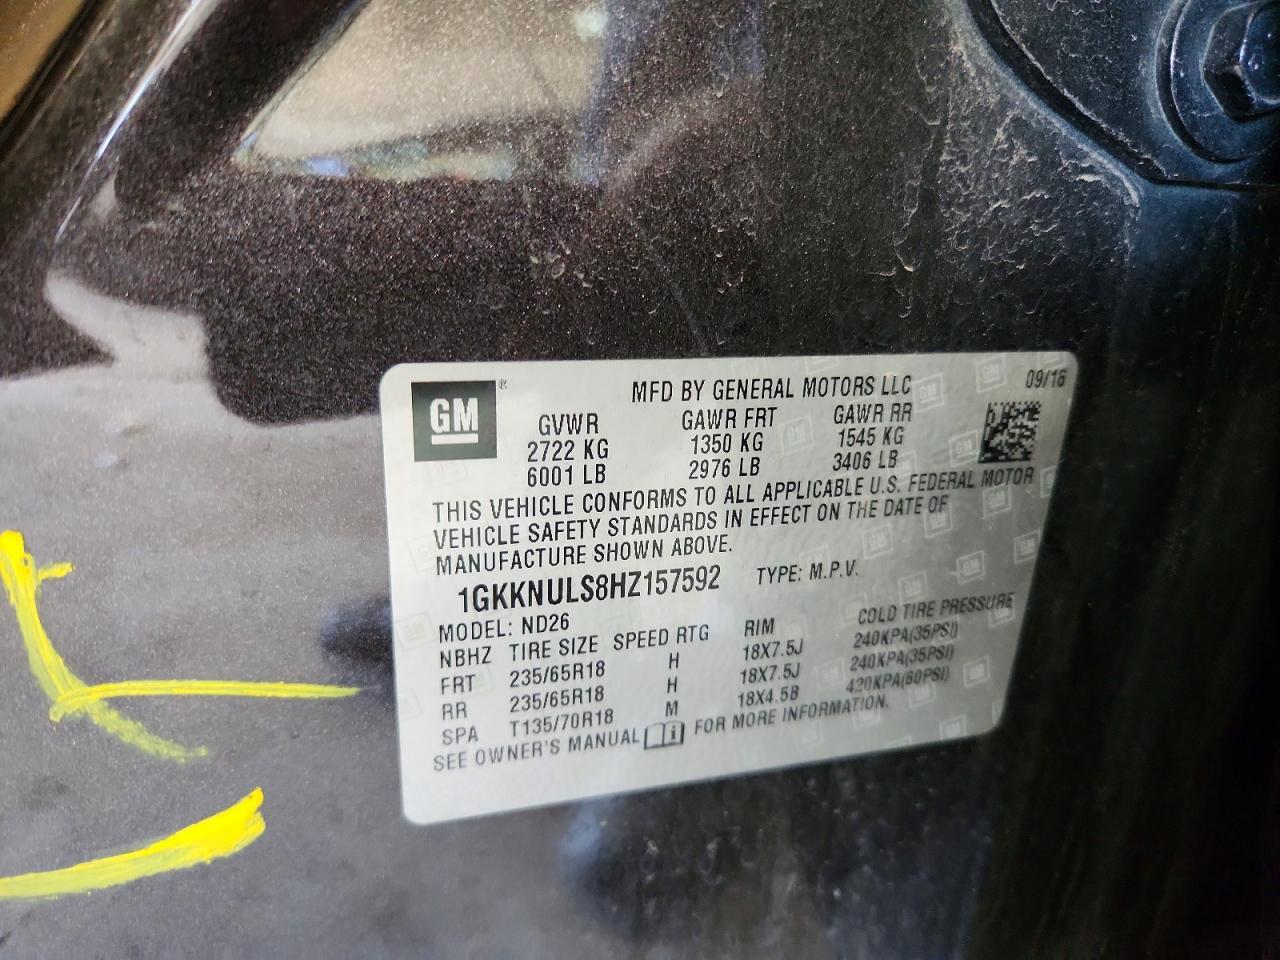 GM ®
MFD BY GENERAL MOTORS LLC 09/16
GVWR GAWR FRT GAWR RR
2722 KG 1350 KG 1545 KG
6001 LB 2976 LB 3406 LB
THIS VEHICLE CONFORMS TO ALL APPLICABLE U.S. FEDERAL MOTOR
VEHICLE SAFETY STANDARDS IN EFFECT ON THE DATE OF
MANUFACTURE SHOWN ABOVE.
1GKKNULS8HZ157592 TYPE: M.P.V.
MODEL: ND26
NBHZ TIRE SIZE SPEED RTG RIM COLD TIRE PRESSURE
FRT 235/65R18 H 18X7.5J 240KPA(35PSI)
RR 235/65R18 H 18X7.5J 240KPA(35PSI)
SPA T135/70R18 M 18X4.5B 420KPA(60PSI)
SEE OWNER'S MANUAL FOR MORE INFORMATION.